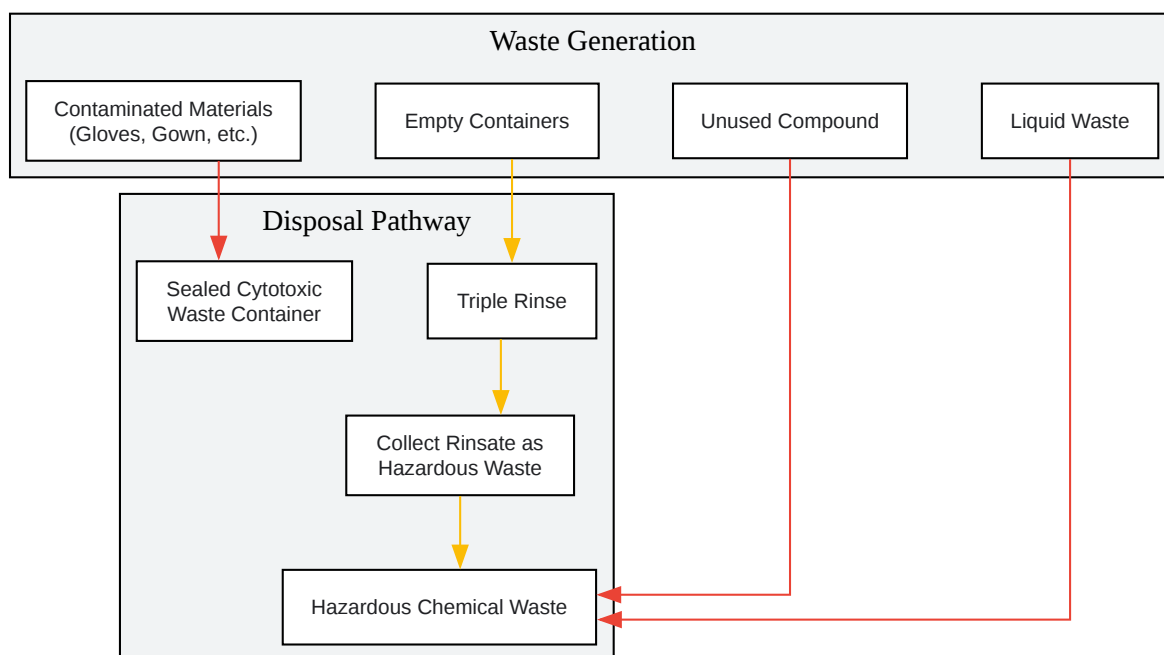 Waste Generation
Contaminated Materials
(Gloves, Gown, etc.)
Empty Containers
Unused Compound
Liquid Waste
Disposal Pathway
Sealed Cytotoxic
Waste Container
Triple Rinse
Collect Rinsate as
Hazardous Waste
Hazardous Chemical Waste